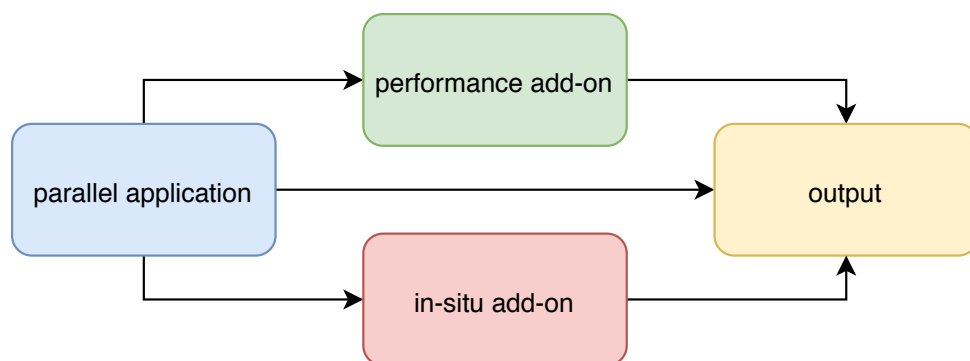 performance add-on
parallel application
output
in-situ add-on